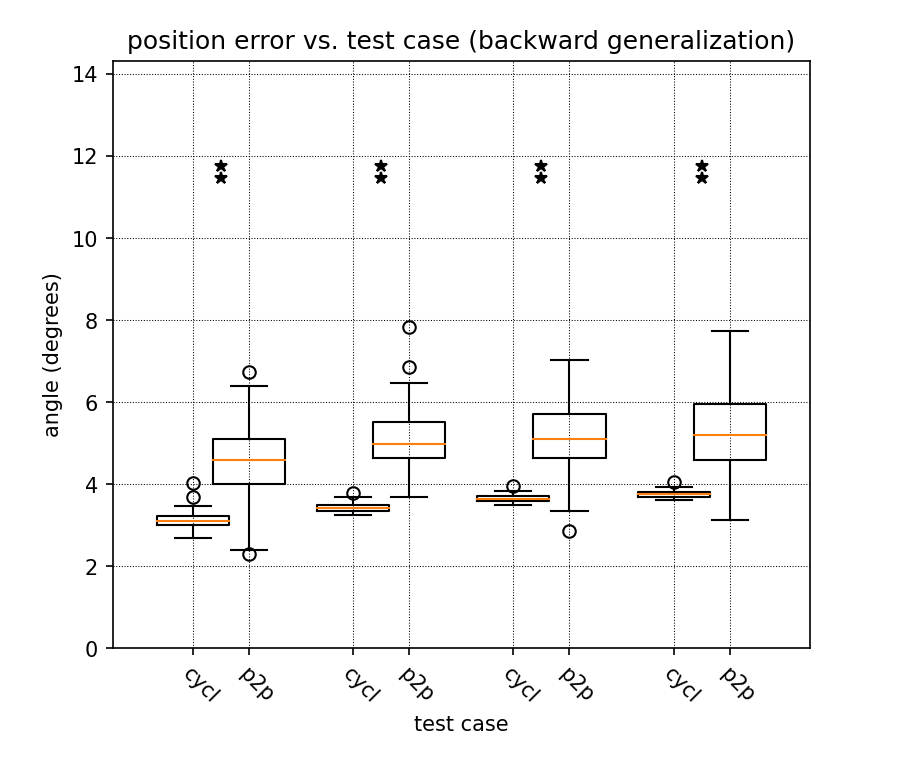 position error vs. test case (backward generalization)
14
12
10
8
6
4
2
0
angle (degrees)
cycl p2p cycl p2p cycl p2p cycl p2p
test case